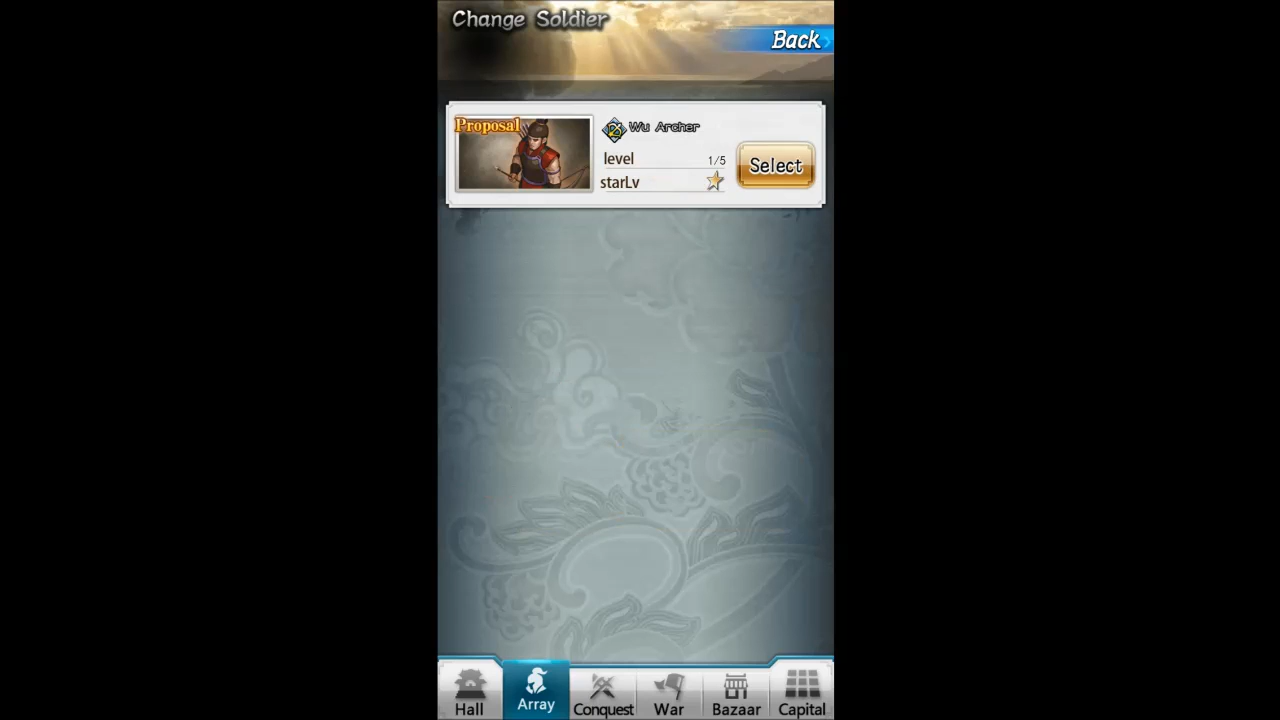 Change Soldier
Back
Proposal
Wu Archer
level 1/5
starLv
Select
Hall
Array
Conquest
War
Bazaar
Capital